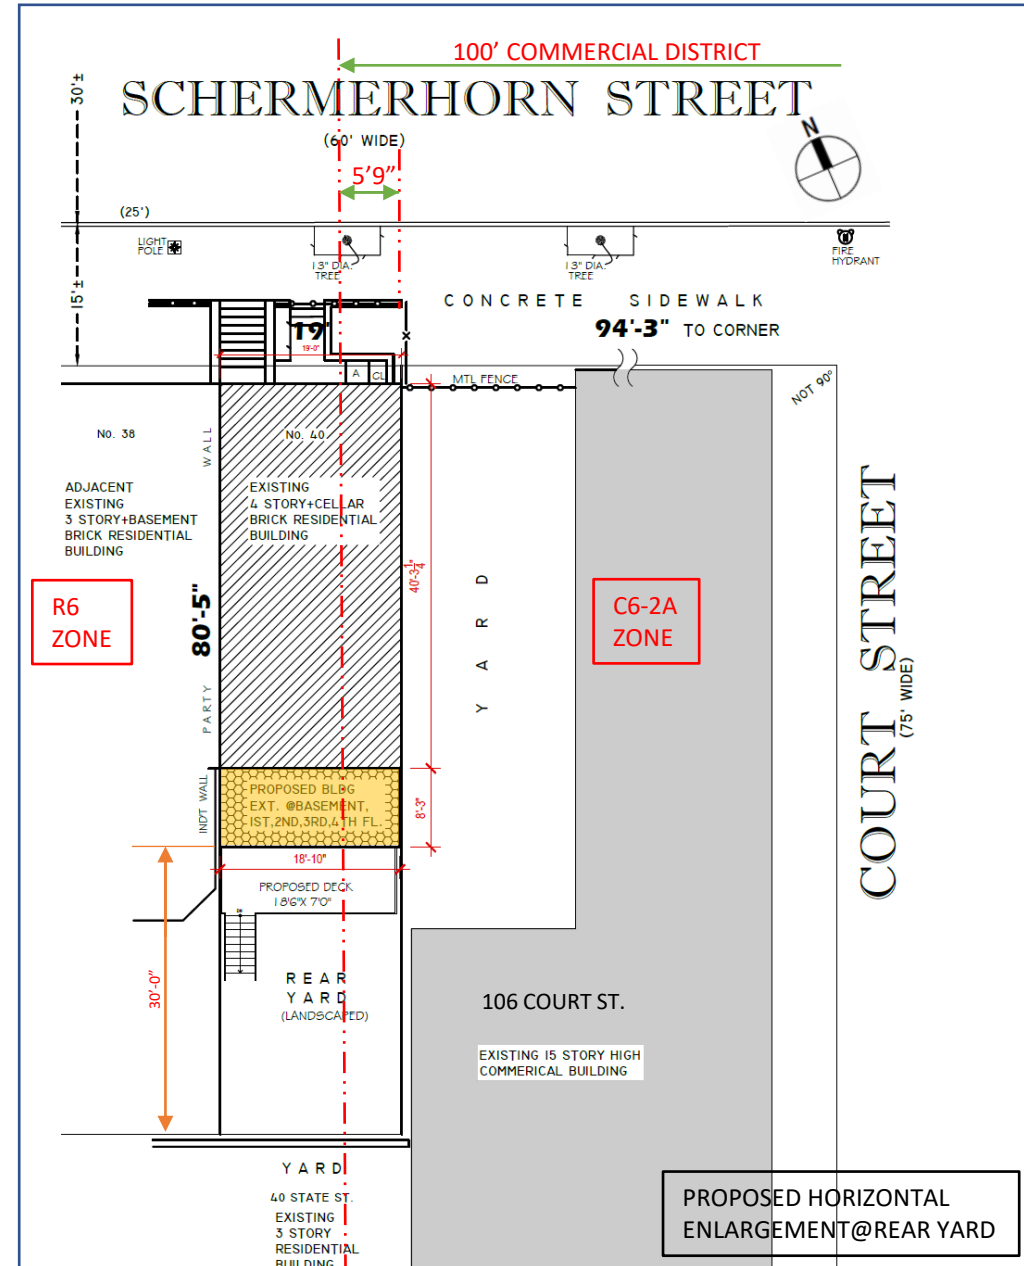 100' COMMERCIAL DISTRICT
SCHERMERHORN STREET
(60' WIDE)
30'±
5'9"
N
(25')
LIGHT
POLE
13" DIA.
TREE
13" DIA.
TREE
FIRE
HYDRANT
15'±
CONCRETE SIDEWALK
19'
19'-0"
94'-3" TO CORNER
A
CL
MTL FENCE
NOT 90°
No. 38
WALL
No. 40
ADJACENT
EXISTING
3 STORY+BASEMENT
BRICK RESIDENTIAL
BUILDING
EXISTING
4 STORY+CELLAR
BRICK RESIDENTIAL
BUILDING
40'-3 1/4"
YARD
R6
ZONE
80'-5"
C6-2A
ZONE
COURT STREET
(75' WIDE)
PARTY
INDT WALL
PROPOSED BLDG
EXT. @BASEMENT,
1ST,2ND,3RD,4TH FL.
8'-3"
18'-10"
PROPOSED DECK
18'6"X 7'0"
30'-0"
REAR
YARD
(LANDSCAPED)
106 COURT ST.
EXISTING 15 STORY HIGH
COMMERICAL BUILDING
YARD
40 STATE ST.
EXISTING
3 STORY
RESIDENTIAL
BUILDING
PROPOSED HORIZONTAL
ENLARGEMENT@REAR YARD